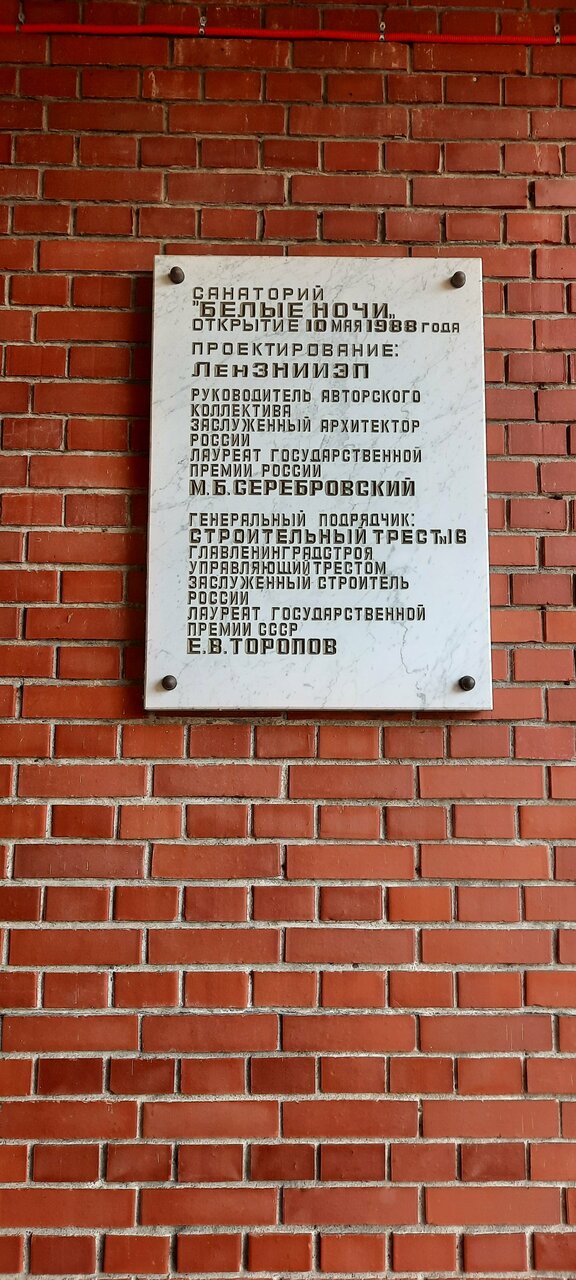 САНАТОРИЙ
"БЕЛЫЕ НОЧИ"
ОТКРЫТИЕ 10 МАЯ 1988 ГОДА
ПРОЕКТИРОВАНИЕ:
ЛенЗНИИЭП
РУКОВОДИТЕЛЬ АВТОРСКОГО
КОЛЛЕКТИВА
ЗАСЛУЖЕННЫЙ АРХИТЕКТОР
РОССИИ
ЛАУРЕАТ ГОСУДАРСТВЕННОЙ
ПРЕМИИ РОССИИ
М.Б.СЕРЕБРОВСКИЙ
ГЕНЕРАЛЬНЫЙ ПОДРЯДЧИК:
СТРОИТЕЛЬНЫЙ ТРЕСТ №16
ГЛАВЛЕНИНГРАДСТРОЯ
УПРАВЛЯЮЩИЙ ТРЕСТОМ
ЗАСЛУЖЕННЫЙ СТРОИТЕЛЬ
РОССИИ
ЛАУРЕАТ ГОСУДАРСТВЕННОЙ
ПРЕМИИ СССР
Е.В.ТОРОПОВ